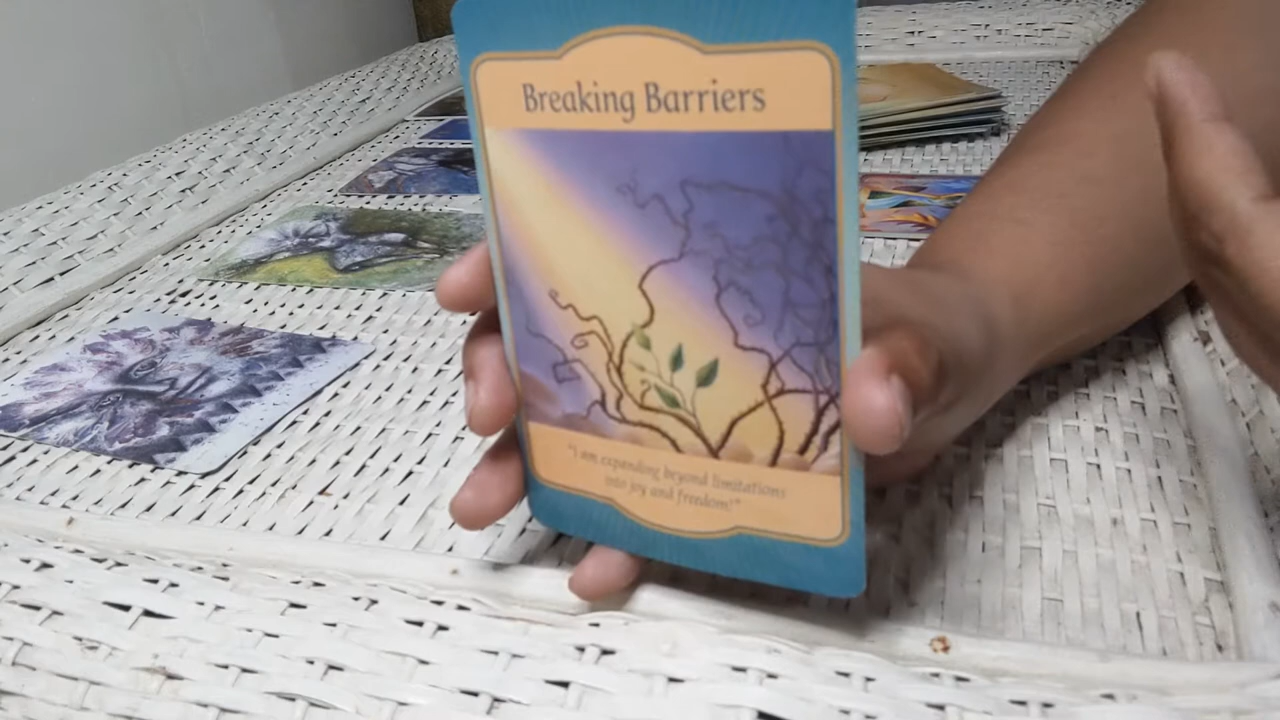 Breaking Barriers
"I am expanding beyond limitations
into joy and freedom!"